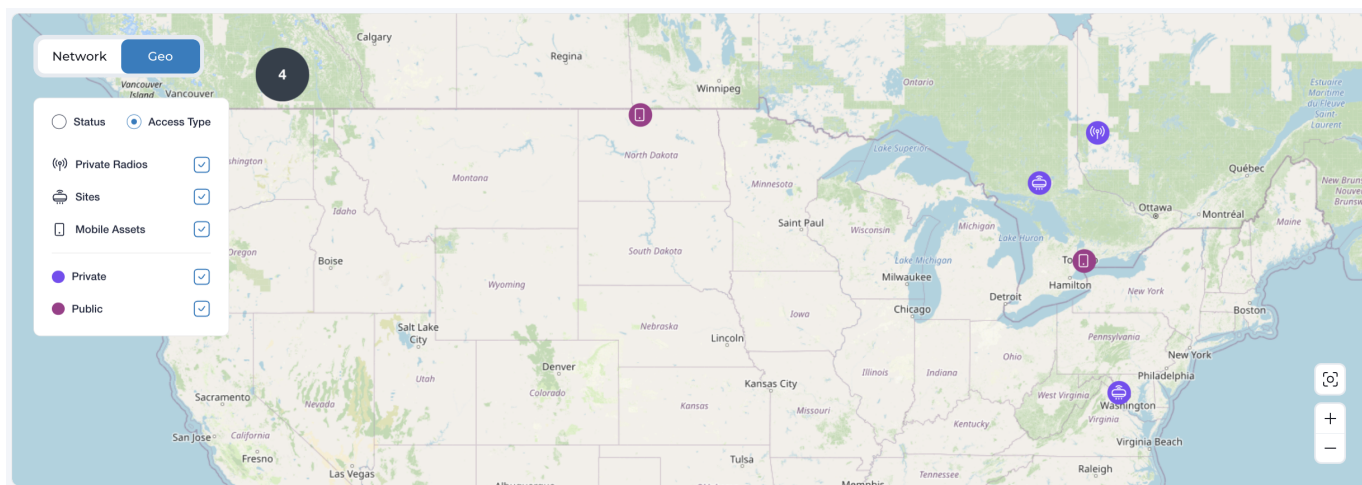 Network
Geo
4
Status
Access Type
Private Radios
Sites
Mobile Assets
Private
Public
Calgary
Regina
Winnipeg
Vancouver
Island
Vancouver
Ontario
Estuaire
Maritime
du Fleuve
Saint
Laurent
Lake Superior
Québec
North Dakota
Montana
Minnesota
Ottawa
Montréal
Maine
Idaho
Saint Paul
Wisconsin
Michigan
Lake Huron
Oregon
Boise
South Dakota
Lake Michigan
Milwaukee
Hamilton
Wyoming
Detroit
New York
Chicago
Boston
Iowa
Salt Lake
City
Nebraska
Lincoln
Pennsylvania
New York
Ohio
Denver
Utah
Colorado
Kansas City
Illinois
Indiana
Philadelphia
Sacramento
Nevada
Kansas
Missouri
West Virginia
Washington
Virginia
San Jose
California
Kentucky
Virginia Beach
Fresno
Las Vegas
Tulsa
Tennessee
Raleigh